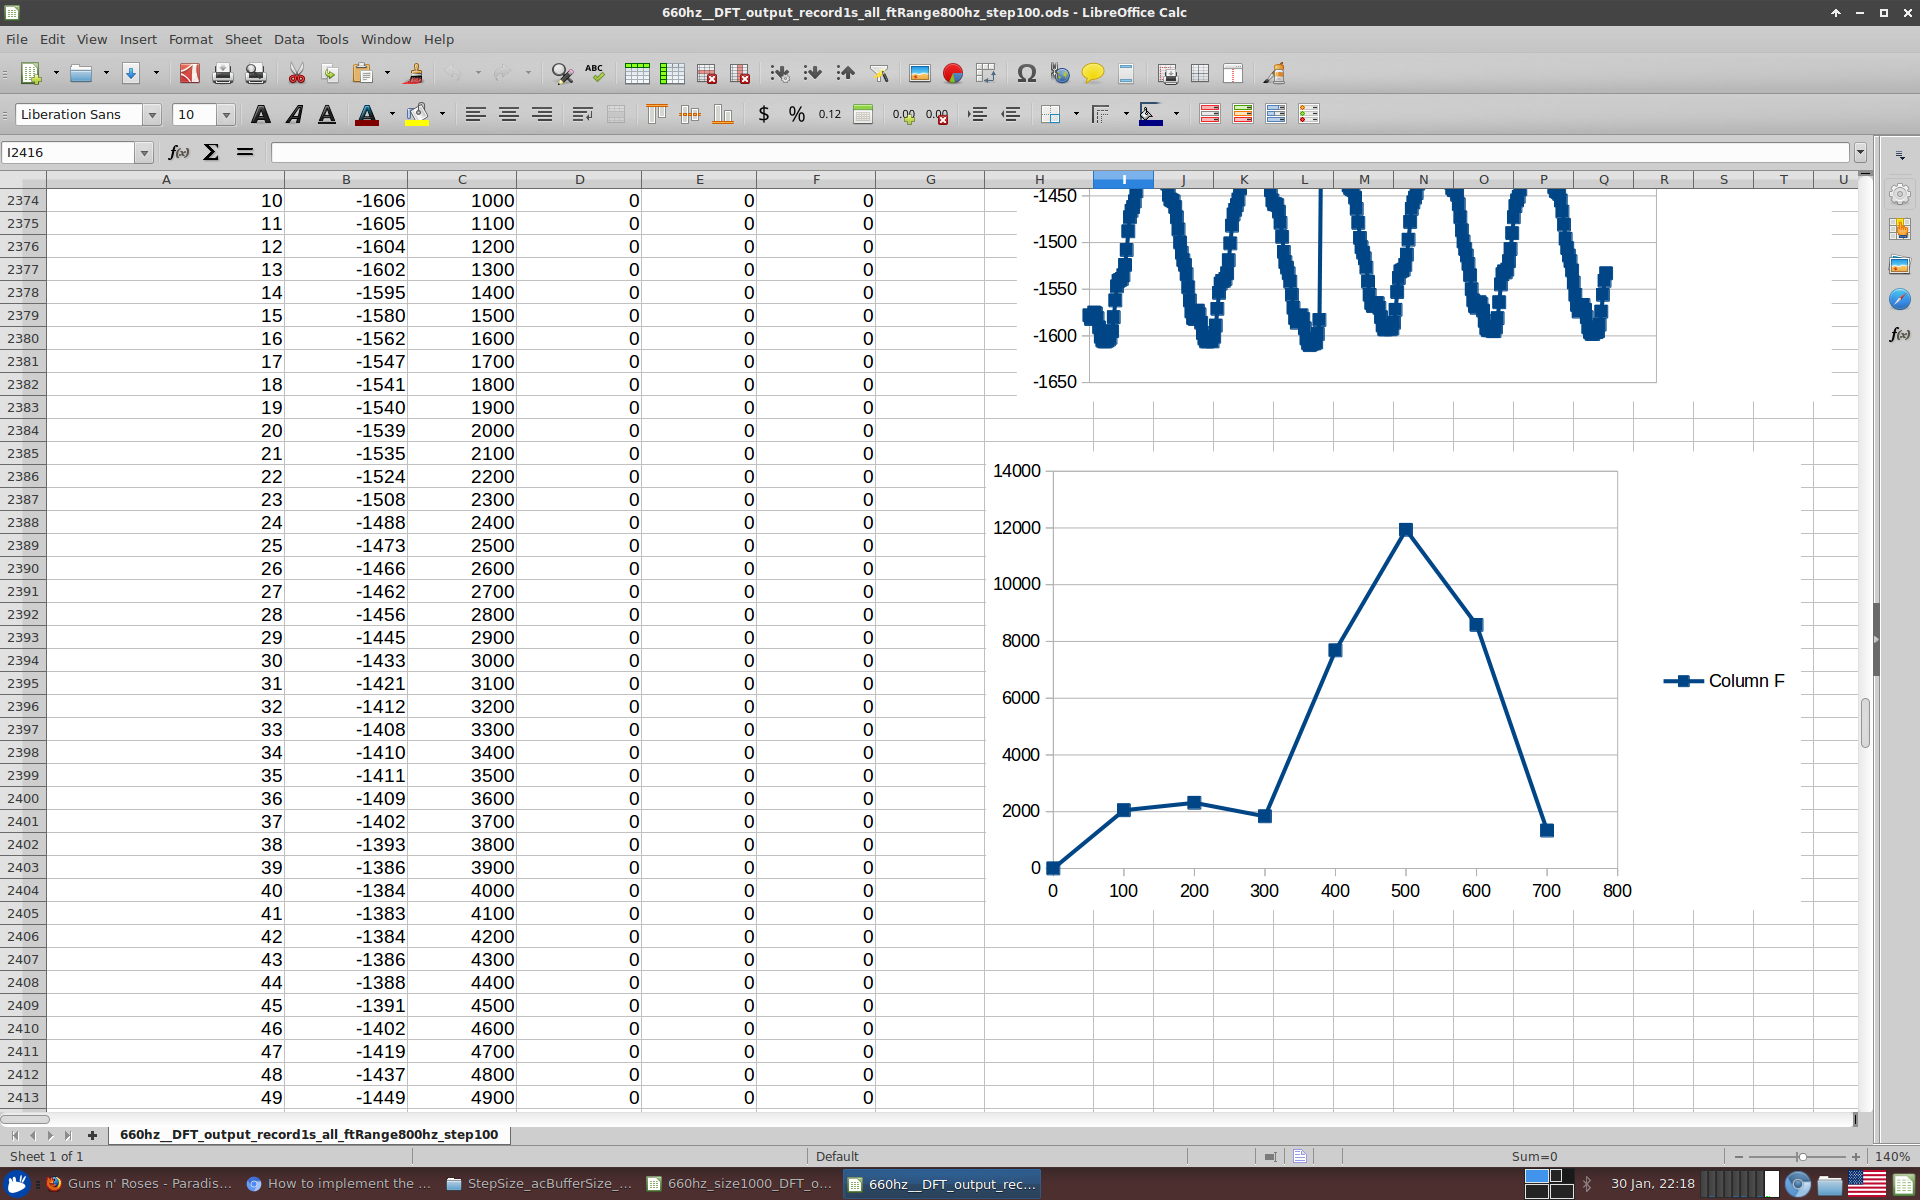 660hz__DFT_output_record1s_all_ftRange800hz_step100.ods - LibreOffice Calc
File Edit View Insert Format Sheet Data Tools Window Help
Liberation Sans 10 $ % 0.12 0.00 0.00
I2416 f(x) Σ =
A B C D E F G H I J K L M N O P Q R S T U
2374 10 -1606 1000 0 0 0
2375 11 -1605 1100 0 0 0
2376 12 -1604 1200 0 0 0
2377 13 -1602 1300 0 0 0
2378 14 -1595 1400 0 0 0
2379 15 -1580 1500 0 0 0
2380 16 -1562 1600 0 0 0
2381 17 -1547 1700 0 0 0
2382 18 -1541 1800 0 0 0
2383 19 -1540 1900 0 0 0
2384 20 -1539 2000 0 0 0
2385 21 -1535 2100 0 0 0
2386 22 -1524 2200 0 0 0
2387 23 -1508 2300 0 0 0
2388 24 -1488 2400 0 0 0
2389 25 -1473 2500 0 0 0
2390 26 -1466 2600 0 0 0
2391 27 -1462 2700 0 0 0
2392 28 -1456 2800 0 0 0
2393 29 -1445 2900 0 0 0
2394 30 -1433 3000 0 0 0
2395 31 -1421 3100 0 0 0
2396 32 -1412 3200 0 0 0
2397 33 -1408 3300 0 0 0
2398 34 -1410 3400 0 0 0
2399 35 -1411 3500 0 0 0
2400 36 -1409 3600 0 0 0
2401 37 -1402 3700 0 0 0
2402 38 -1393 3800 0 0 0
2403 39 -1386 3900 0 0 0
2404 40 -1384 4000 0 0 0
2405 41 -1383 4100 0 0 0
2406 42 -1384 4200 0 0 0
2407 43 -1386 4300 0 0 0
2408 44 -1388 4400 0 0 0
2409 45 -1391 4500 0 0 0
2410 46 -1402 4600 0 0 0
2411 47 -1419 4700 0 0 0
2412 48 -1437 4800 0 0 0
2413 49 -1449 4900 0 0 0
-1450
-1500
-1550
-1600
-1650
14000
12000
10000
8000
6000
4000
2000
0
0 100 200 300 400 500 600 700 800
Column F
660hz__DFT_output_record1s_all_ftRange800hz_step100
Sheet 1 of 1 Default Sum=0 140%
Guns n' Roses - Paradis... How to implement the ... StepSize_acBufferSize_... 660hz_size1000_DFT_o... 660hz__DFT_output_rec... 30 Jan, 22:18